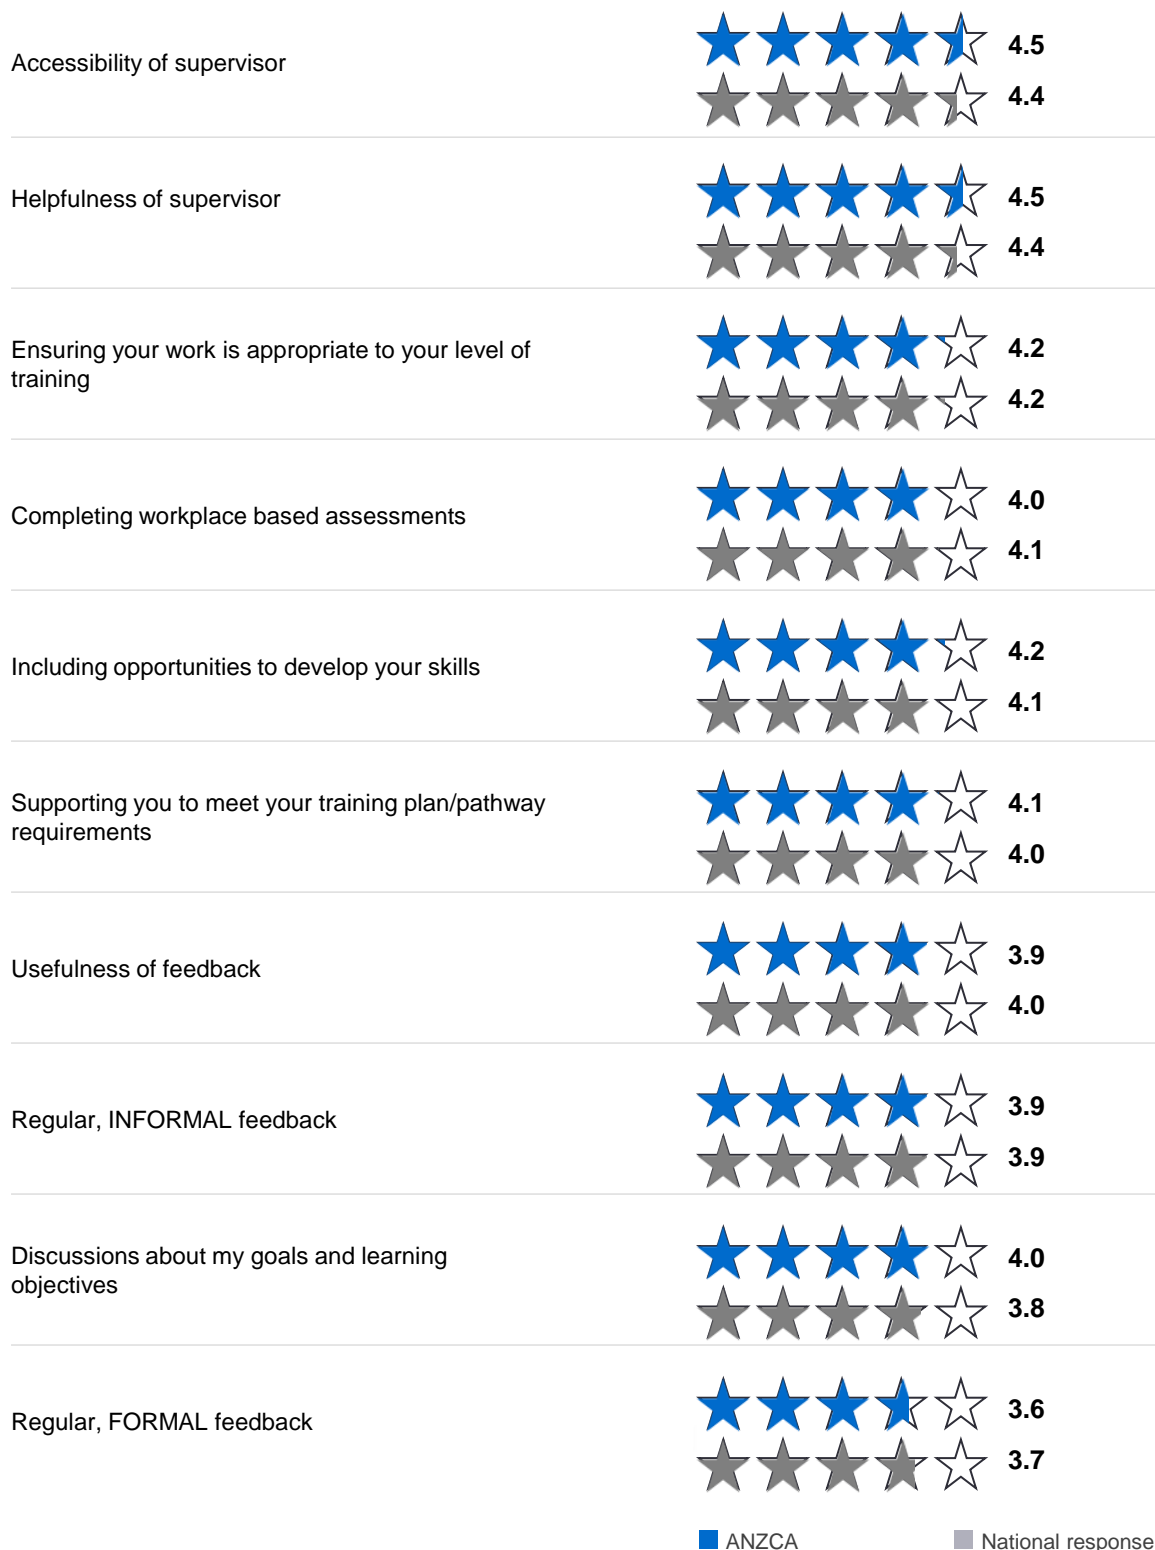 Accessibility of supervisor
4.5
4.4
Helpfulness of supervisor
4.5
4.4
Ensuring your work is appropriate to your level of
training
4.2
4.2
Completing workplace based assessments
4.0
4.1
Including opportunities to develop your skills
4.2
4.1
Supporting you to meet your training plan/pathway
requirements
4.1
4.0
Usefulness of feedback
3.9
4.0
Regular, INFORMAL feedback
3.9
3.9
Discussions about my goals and learning
objectives
4.0
3.8
Regular, FORMAL feedback
3.6
3.7
ANZCA
National response